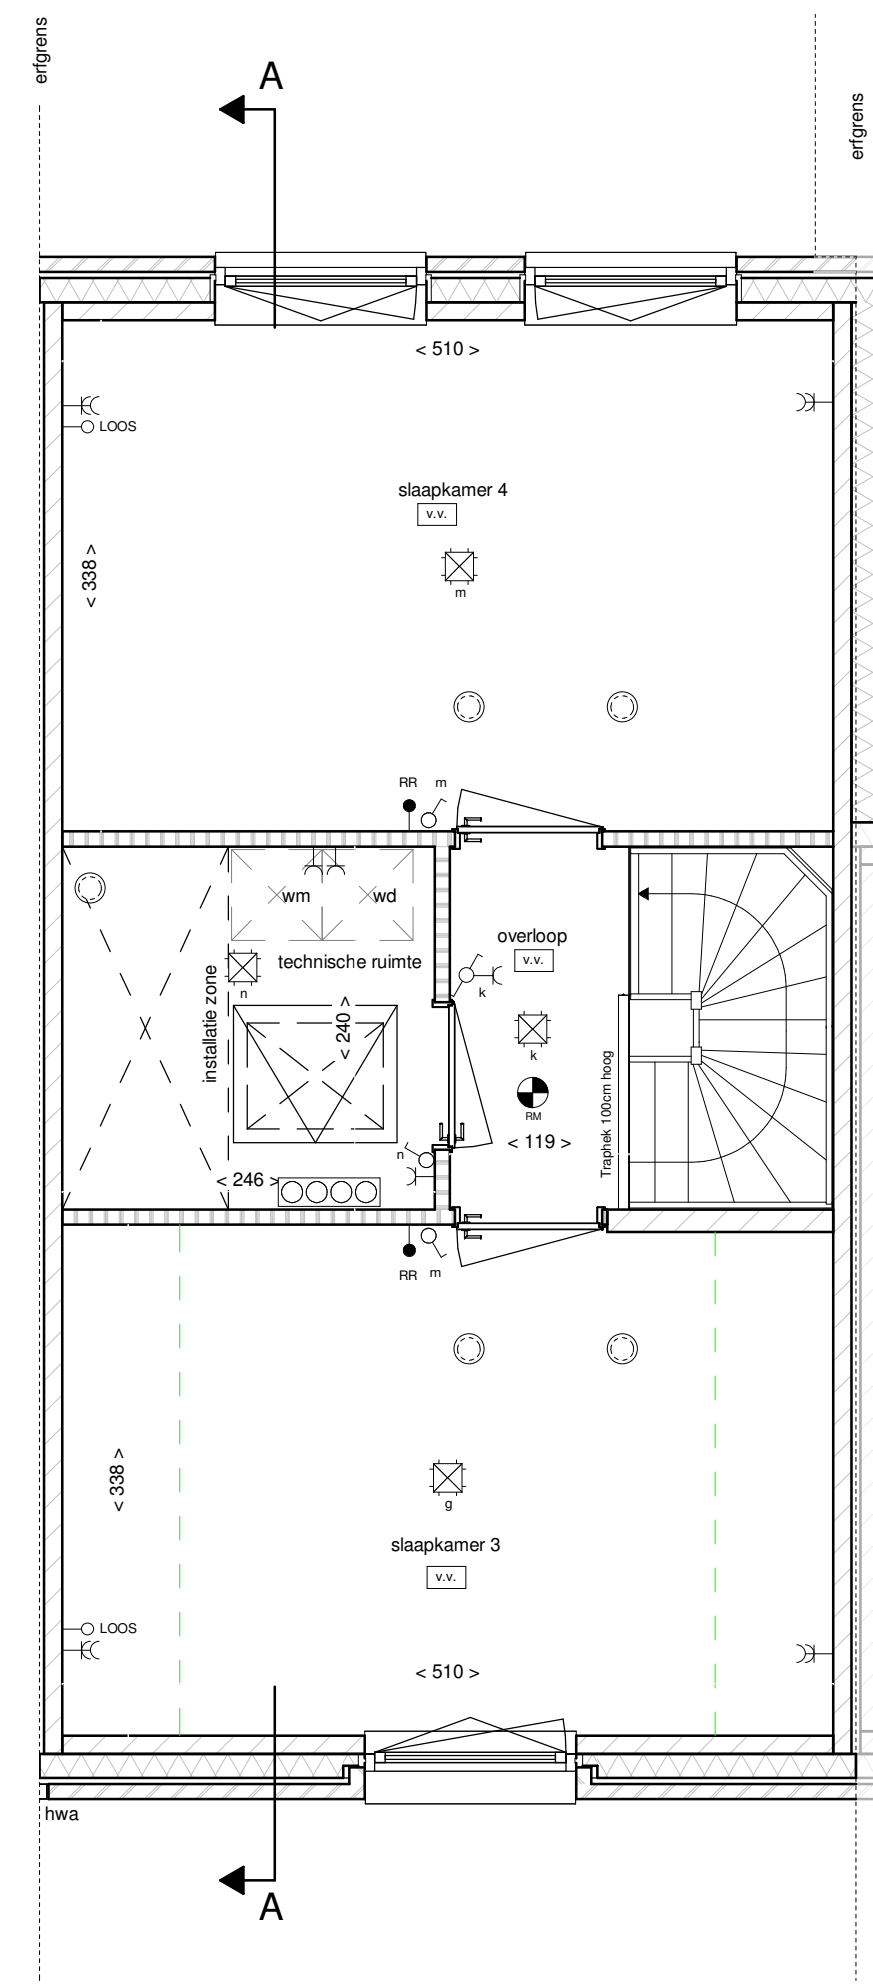 erfgrens
A
erfgrens
< 510 >
LOOS
slaapkamer 4
v.v.
< 338 >
m
RR m
wm wd
overloop
v.v.
technische ruimte
n
k
installatie zone
< 240 >
k
Traphek 100cm hoog
RM
< 119 >
n
< 246 >
RR m
< 338 >
g
slaapkamer 3
v.v.
LOOS
< 510 >
hwa
A